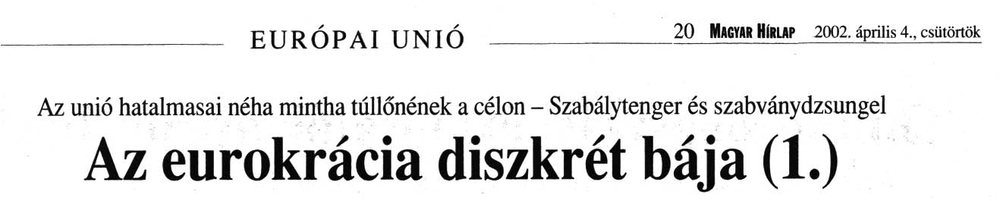 EURÓPAI UNIÓ
20 MAGYAR HÍRLAP 2002. április 4., csütörtök
Az unió hatalmasai néha mintha túllőnének a célon – Szabálytenger és szabványdzsungel
Az eurokrácia diszkrét bája (1.)